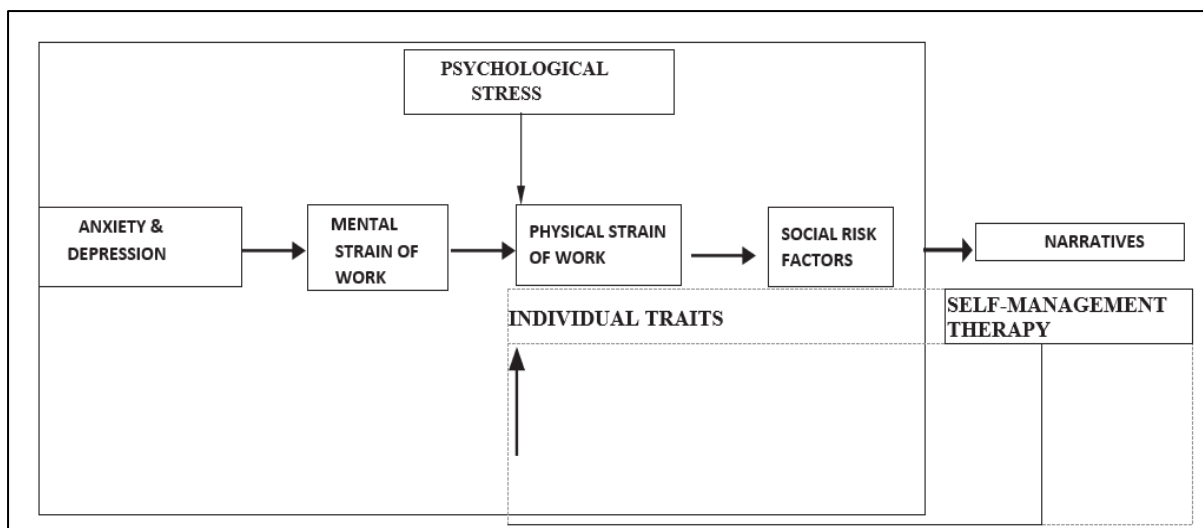 PSYCHOLOGICAL
STRESS
ANXIETY &
DEPRESSION
MENTAL
STRAIN OF
WORK
PHYSICAL STRAIN
OF WORK
SOCIAL RISK
FACTORS
NARRATIVES
INDIVIDUAL TRAITS
SELF-MANAGEMENT
THERAPY